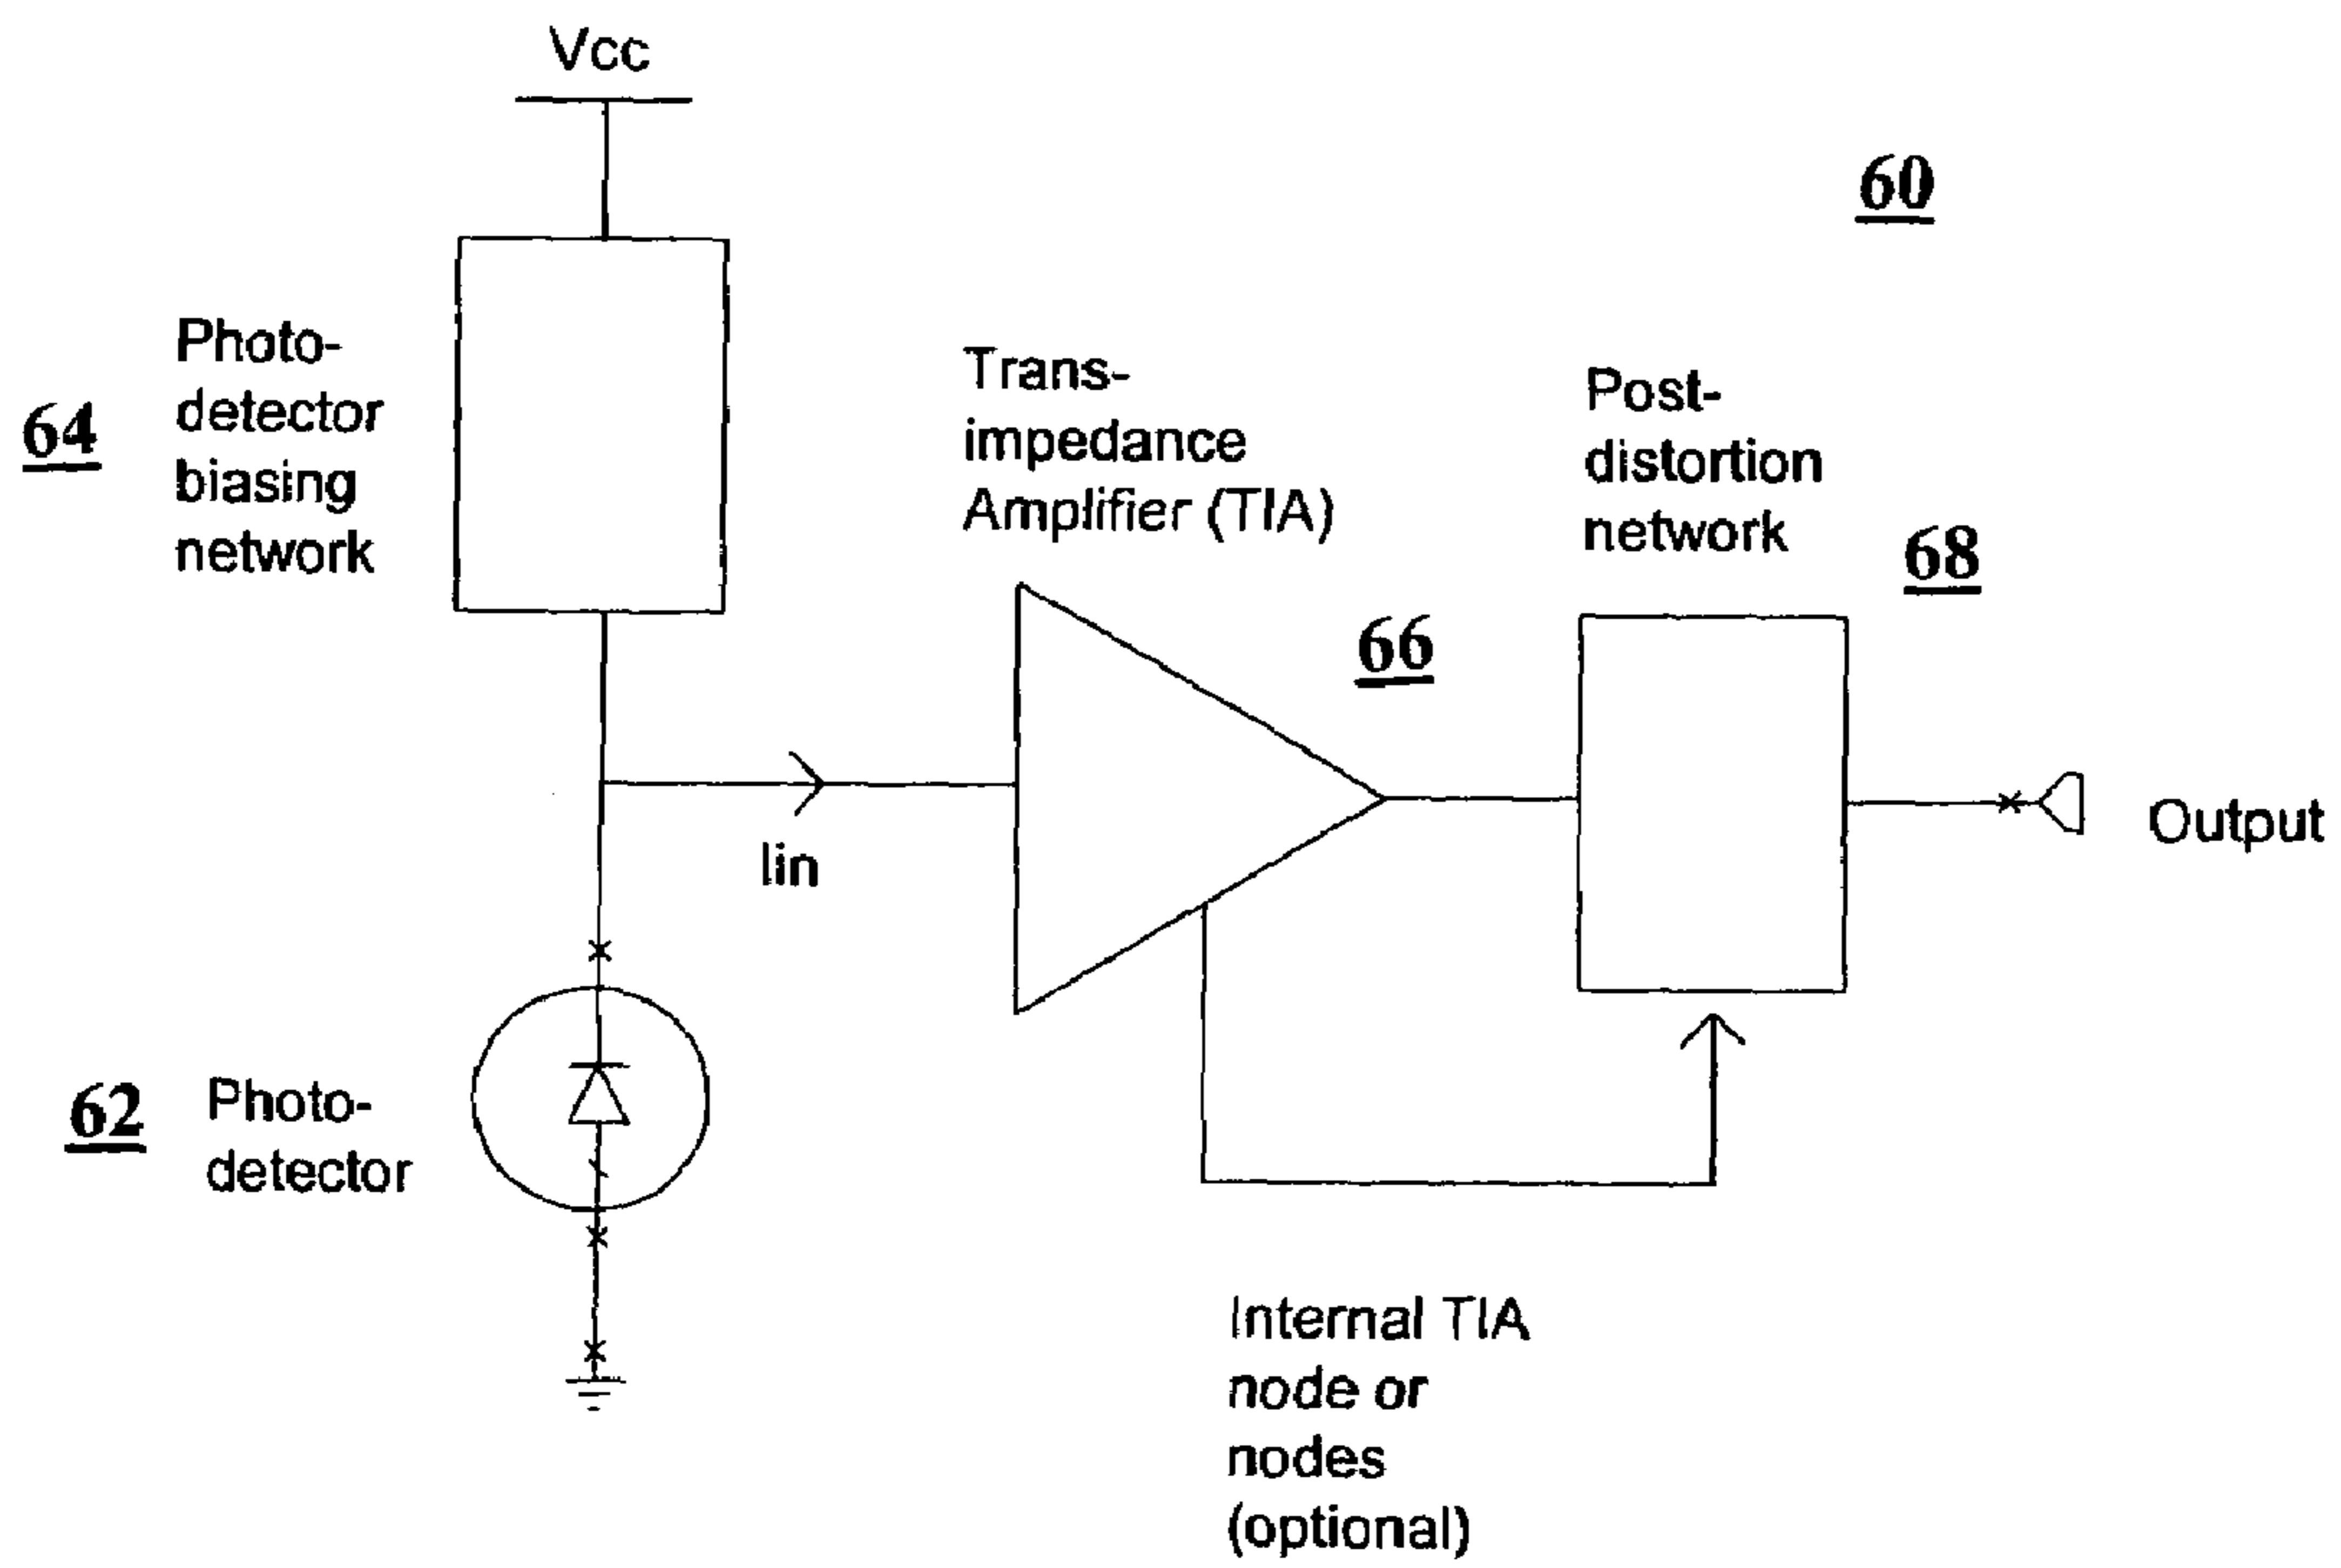 Vcc
60
64
Photo-
detector
biasing
network
Trans-
impedance
Amplifier (TIA)
Post-
distortion
network
68
66
Iin
Output
62
Photo-
detector
Internal TIA
node or
nodes
(optional)